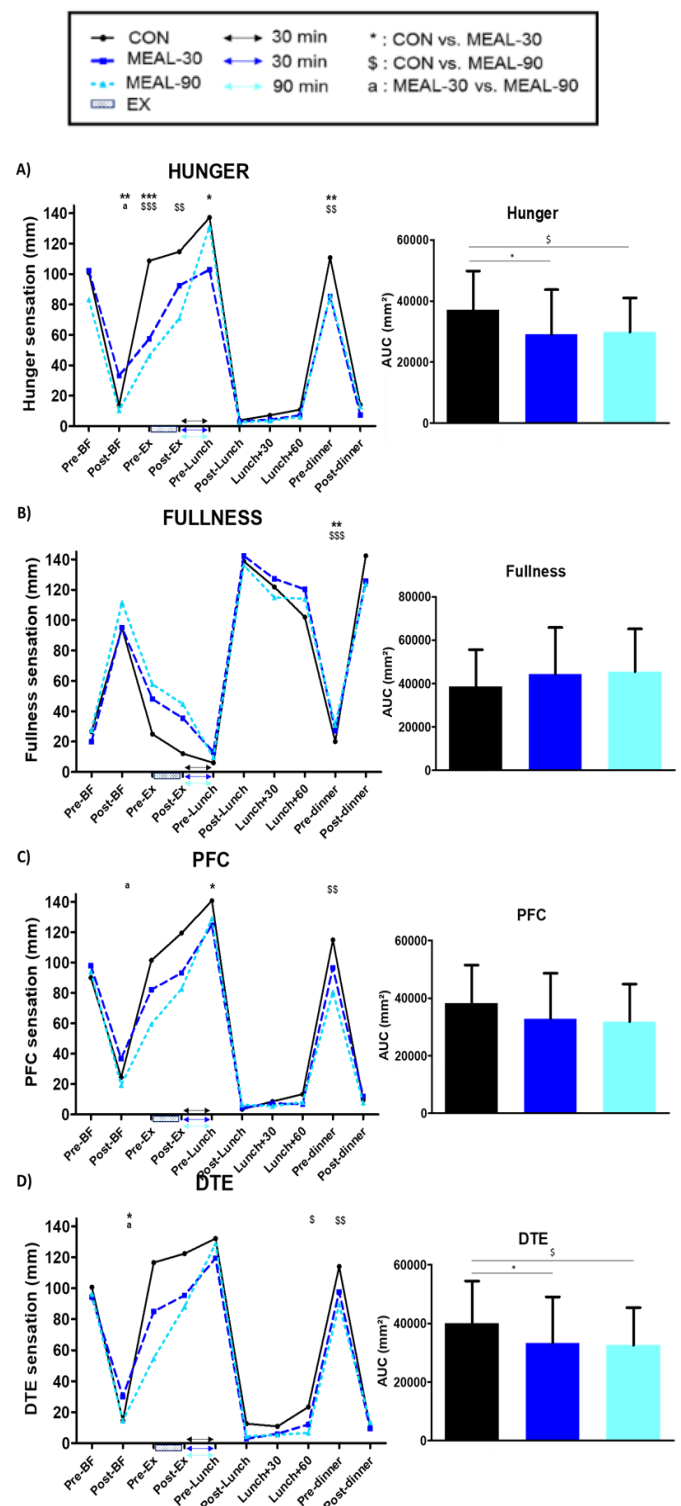 CON 30 min * : CON vs. MEAL-30
MEAL-30 30 min $ : CON vs. MEAL-90
MEAL-90 90 min a : MEAL-30 vs. MEAL-90
EX
A) HUNGER
** *** * **
a $$$ $$ $$
Hunger sensation (mm)
140
120
100
80
60
40
20
0
Pre-BF
Post-BF
Pre-Ex
Post-Ex
Pre-Lunch
Post-Lunch
Lunch+30
Lunch+60
Pre-dinner
Post-dinner
Hunger
AUC (mm²)
60000
40000
20000
0
$
*
B) FULLNESS
**
$$$
Fullness sensation (mm)
140
120
100
80
60
40
20
0
Pre-BF
Post-BF
Pre-Ex
Post-Ex
Pre-Lunch
Post-Lunch
Lunch+30
Lunch+60
Pre-dinner
Post-dinner
Fullness
AUC (mm²)
80000
60000
40000
20000
0
C) PFC
a * $$
PFC sensation (mm)
140
120
100
80
60
40
20
0
Pre-BF
Post-BF
Pre-Ex
Post-Ex
Pre-Lunch
Post-Lunch
Lunch+30
Lunch+60
Pre-dinner
Post-dinner
PFC
AUC (mm²)
60000
40000
20000
0
D) DTE
* $ $$
a
DTE sensation (mm)
140
120
100
80
60
40
20
0
Pre-BF
Post-BF
Pre-Ex
Post-Ex
Pre-Lunch
Post-Lunch
Lunch+30
Lunch+60
Pre-dinner
Post-dinner
DTE
AUC (mm²)
60000
40000
20000
0
$
*